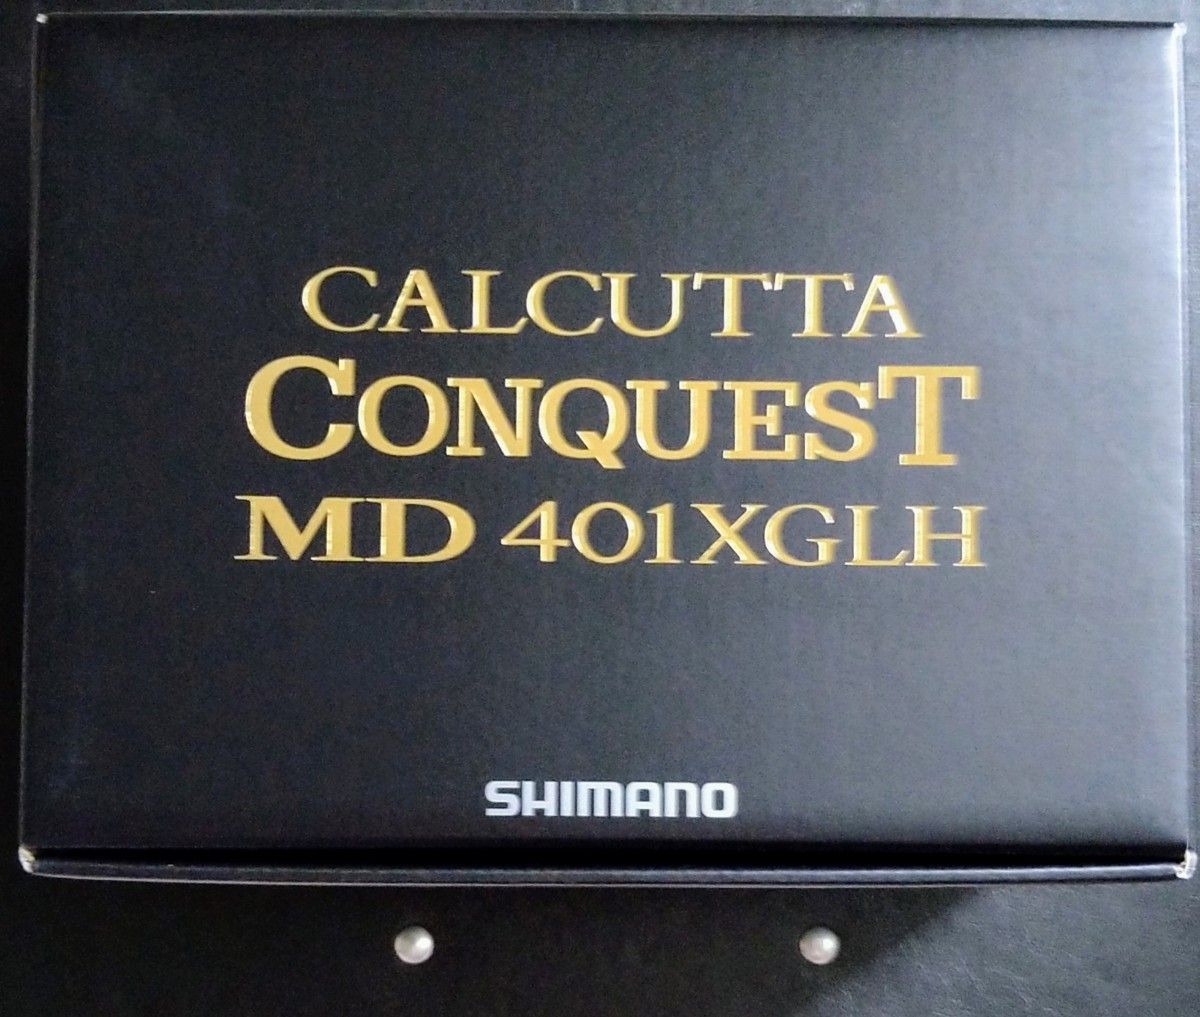 CALCUTTA
CONQUEST
MD 401XGLH
SHIMANO